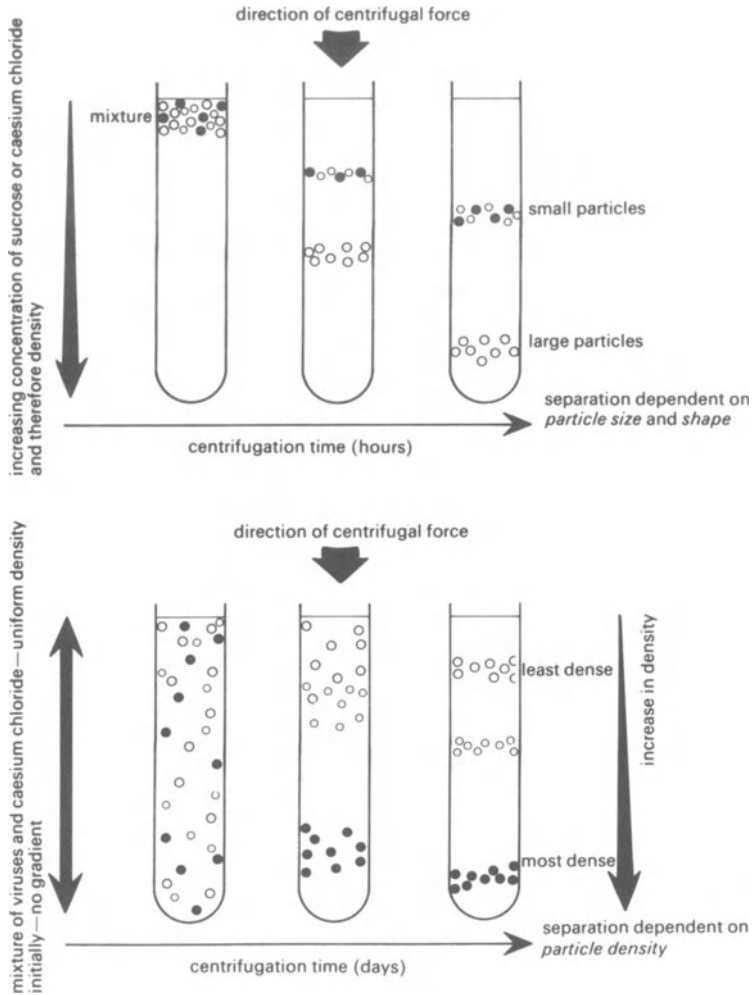 direction of centrifugal force
increasing concentration of sucrose or caesium chloride
and therefore density
mixture
small particles
large particles
separation dependent on
particle size and shape
centrifugation time (hours)
direction of centrifugal force
mixture of viruses and caesium chloride—uniform density
initially—no gradient
least dense
increase in density
most dense
separation dependent on
particle density
centrifugation time (days)